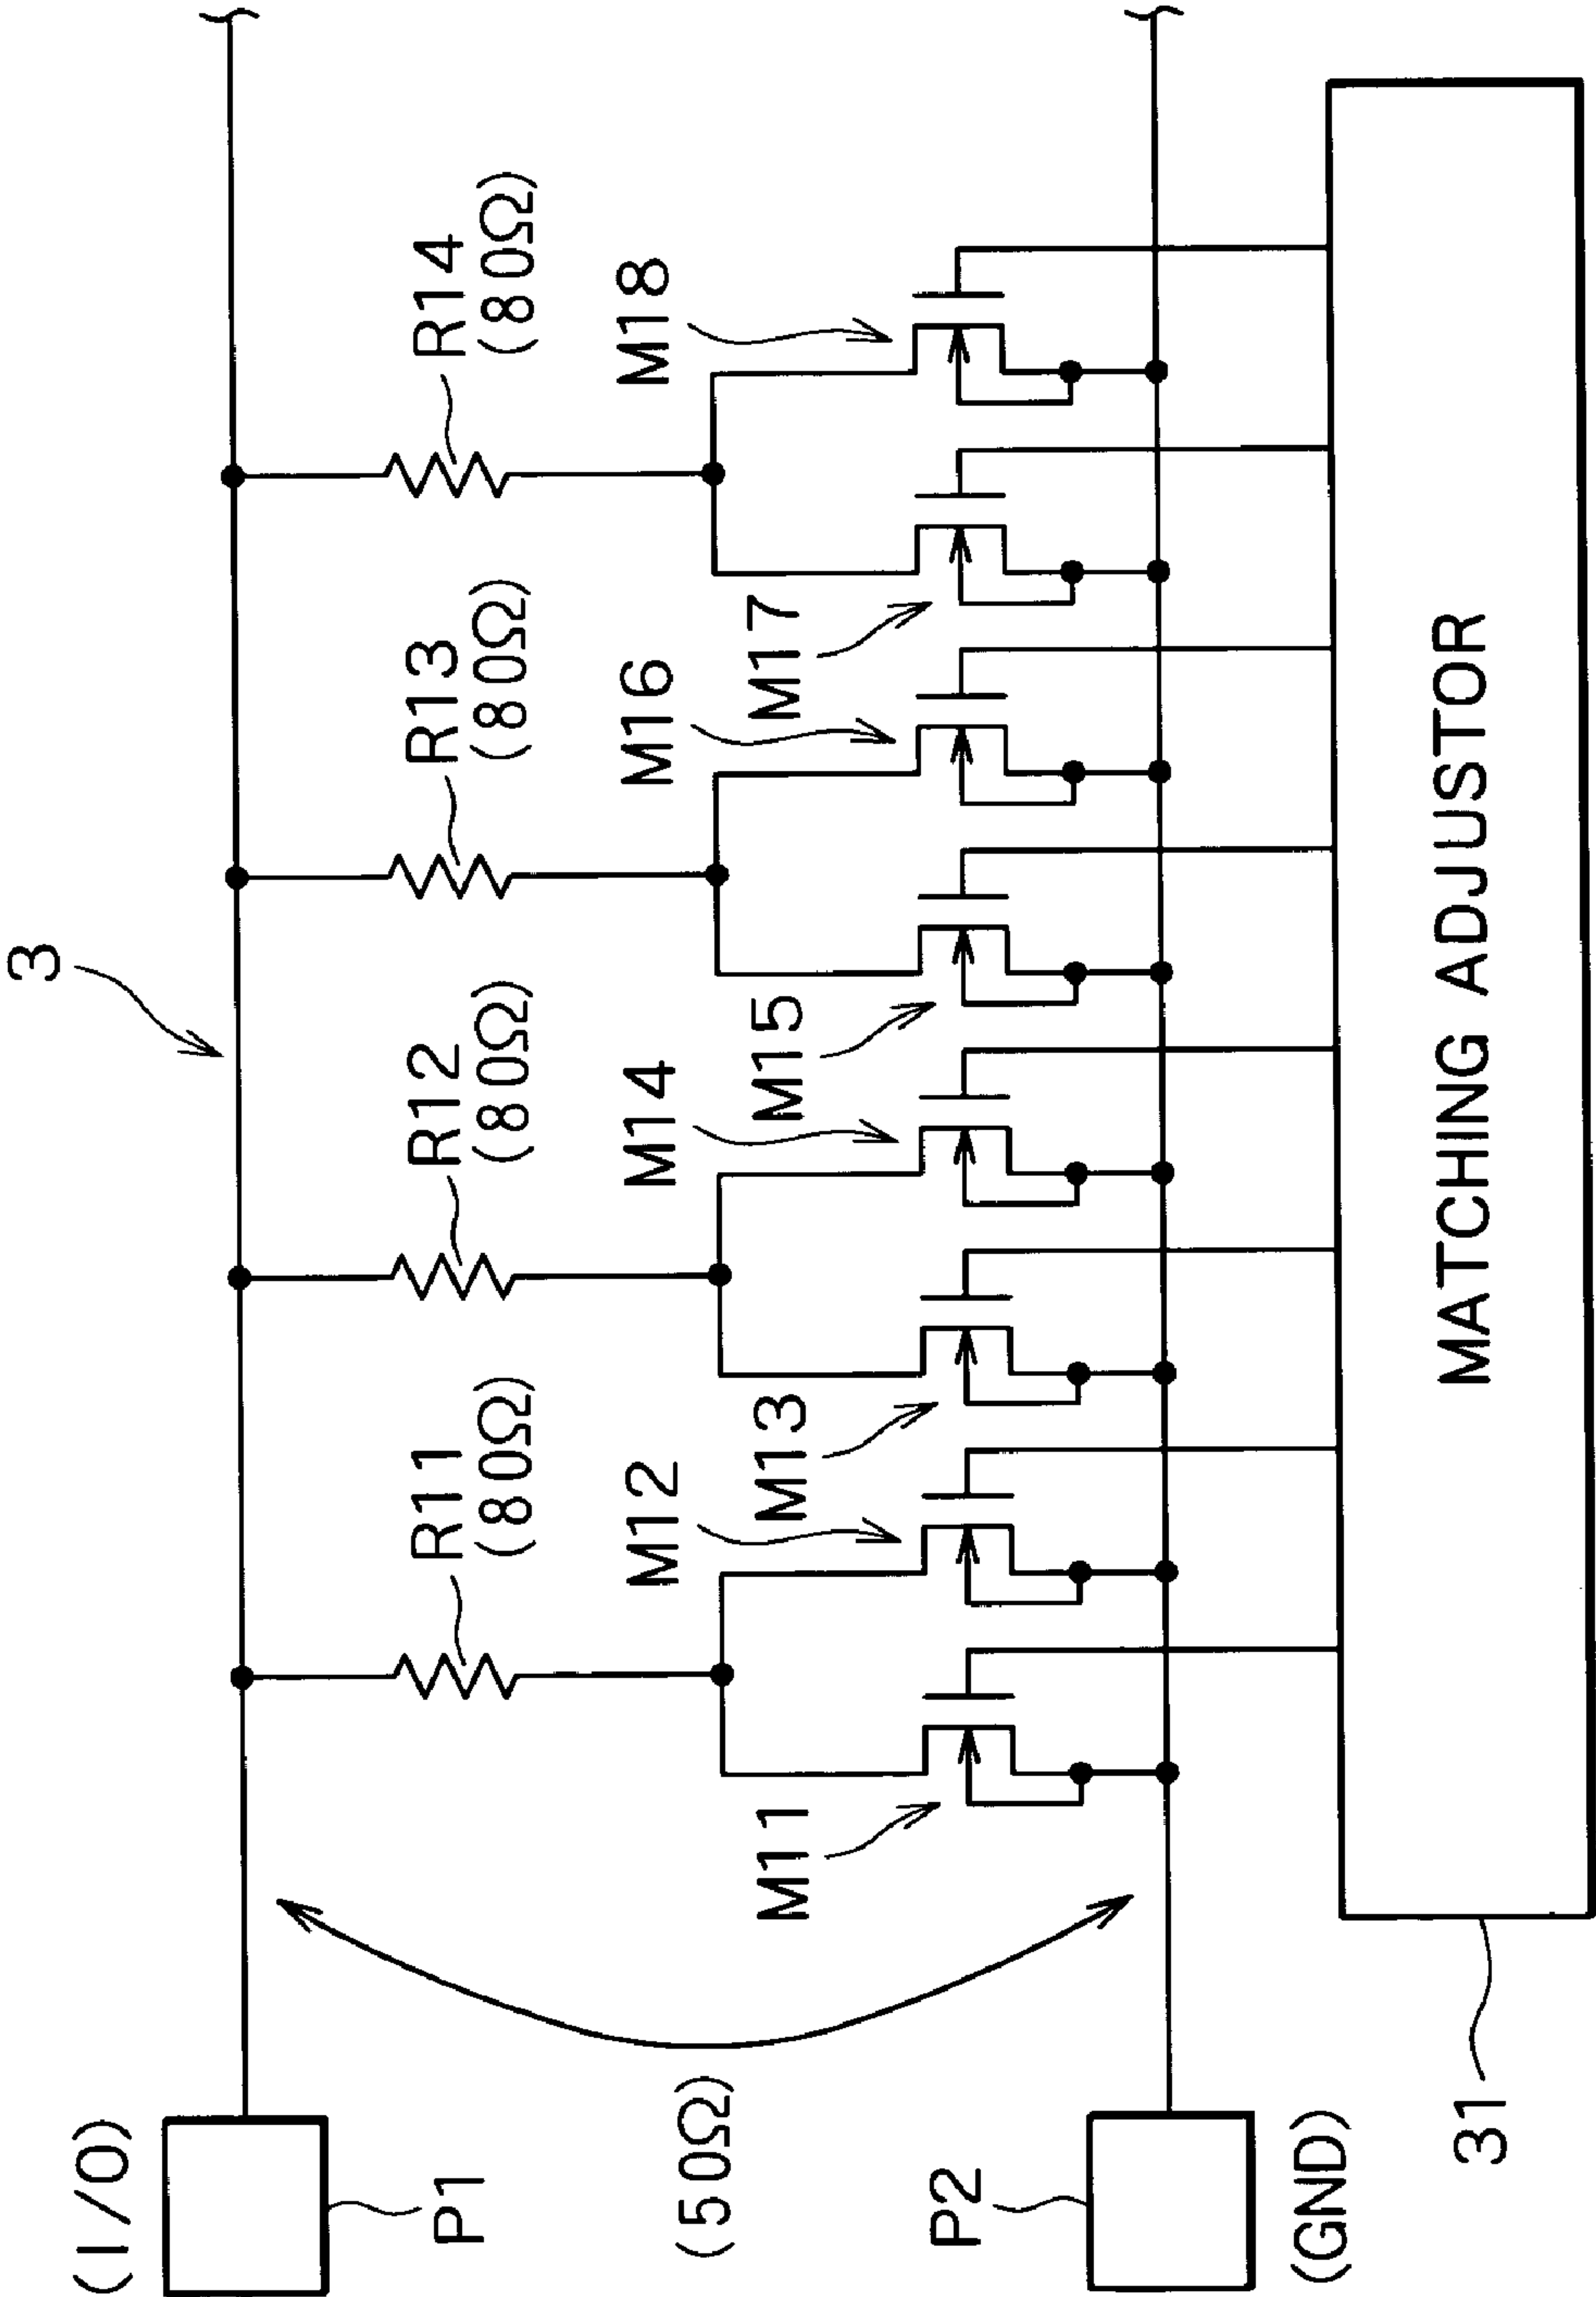 3
(I/O)
P1
R11
(80Ω)
R12
(80Ω)
R13
(80Ω)
R14
(80Ω)
(50Ω)
M12
M14
M16
M18
M11
M13
M15
M17
P2
(GND)
31
MATCHING ADJUSTOR